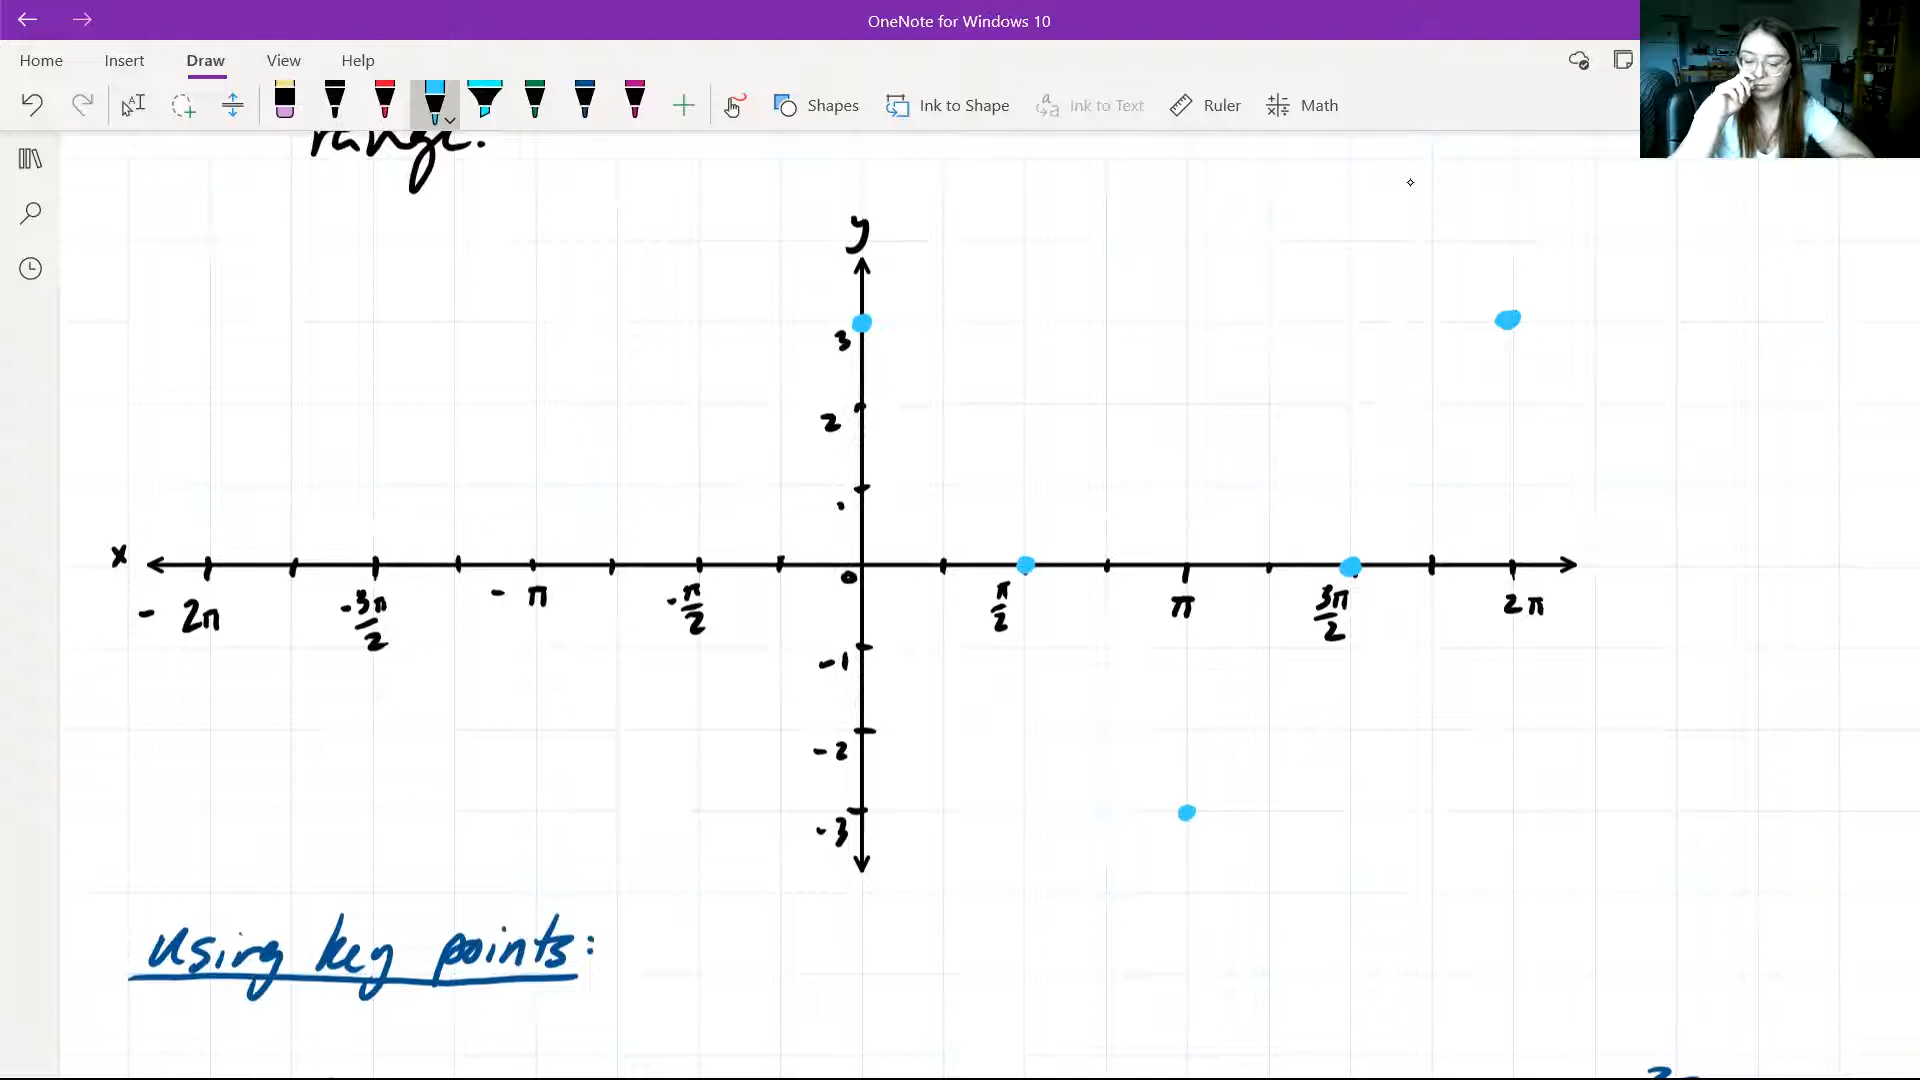 OneNote for Windows 10
Home Insert Draw View Help
Shapes Ink to Shape Ink to Text Ruler Math
range.
y
3
2
x
0
- 2π -3π/2 - π -π/2 π/2 π 3π/2 2π
-1
-2
-3
Using key points: